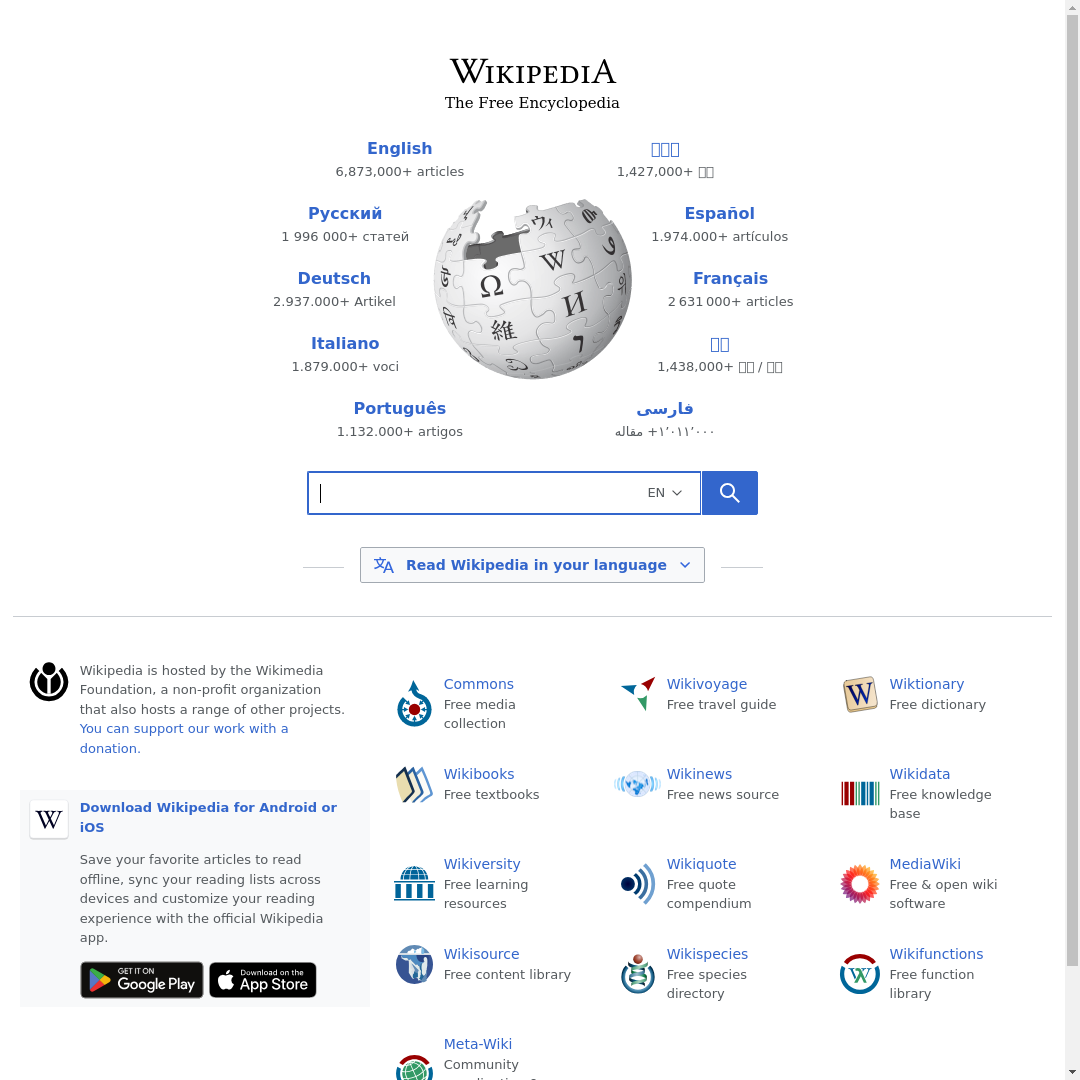 WIKIPEDIA
The Free Encyclopedia
English
6,873,000+ articles
1,427,000+
Русский
1 996 000+ статей
Español
1.974.000+ artículos
Deutsch
2.937.000+ Artikel
Français
2 631 000+ articles
Italiano
1.879.000+ voci
1,438,000+ /
Português
1.132.000+ artigos
فارسی
۱٬۰۱۱٬۰۰۰+ مقاله
Ω
W
И
維
EN
Read Wikipedia in your language
Wikipedia is hosted by the Wikimedia
Foundation, a non-profit organization
that also hosts a range of other projects.
You can support our work with a
donation.
W
Download Wikipedia for Android or
iOS
Save your favorite articles to read
offline, sync your reading lists across
devices and customize your reading
experience with the official Wikipedia
app.
GET IT ON
Google Play
Download on the
App Store
Commons
Free media
collection
Wikivoyage
Free travel guide
W
Wiktionary
Free dictionary
Wikibooks
Free textbooks
Wikinews
Free news source
Wikidata
Free knowledge
base
Wikiversity
Free learning
resources
Wikiquote
Free quote
compendium
MediaWiki
Free & open wiki
software
Wikisource
Free content library
Wikispecies
Free species
directory
Wikifunctions
Free function
library
Meta-Wiki
Community